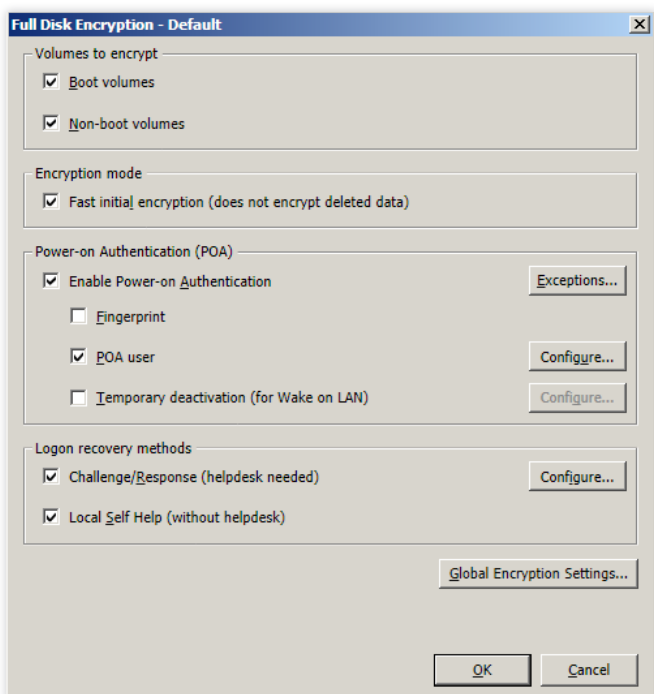 Full Disk Encryption - Default
Volumes to encrypt
Boot volumes
Non-boot volumes
Encryption mode
Fast initial encryption (does not encrypt deleted data)
Power-on Authentication (POA)
Enable Power-on Authentication
Exceptions...
Fingerprint
POA user
Configure...
Temporary deactivation (for Wake on LAN)
Configure...
Logon recovery methods
Challenge/Response (helpdesk needed)
Configure...
Local Self Help (without helpdesk)
Global Encryption Settings...
OK
Cancel